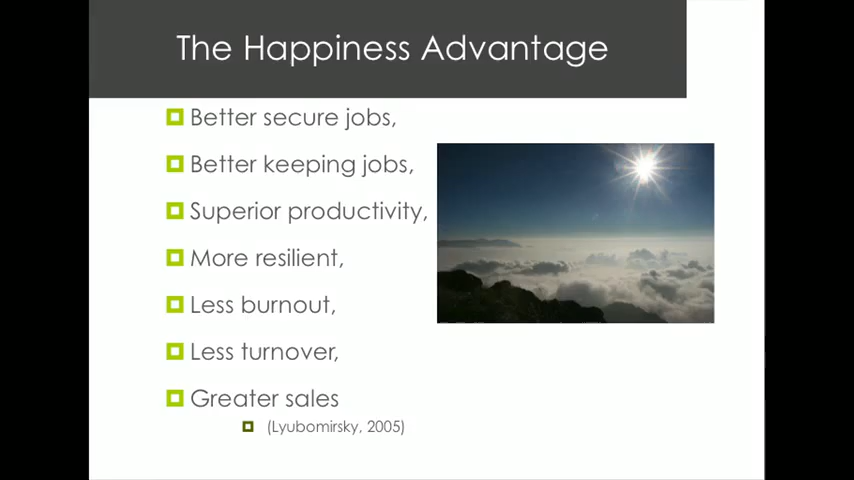 The Happiness Advantage
Better secure jobs,
Better keeping jobs,
Superior productivity,
More resilient,
Less burnout,
Less turnover,
Greater sales
(Lyubomirsky, 2005)